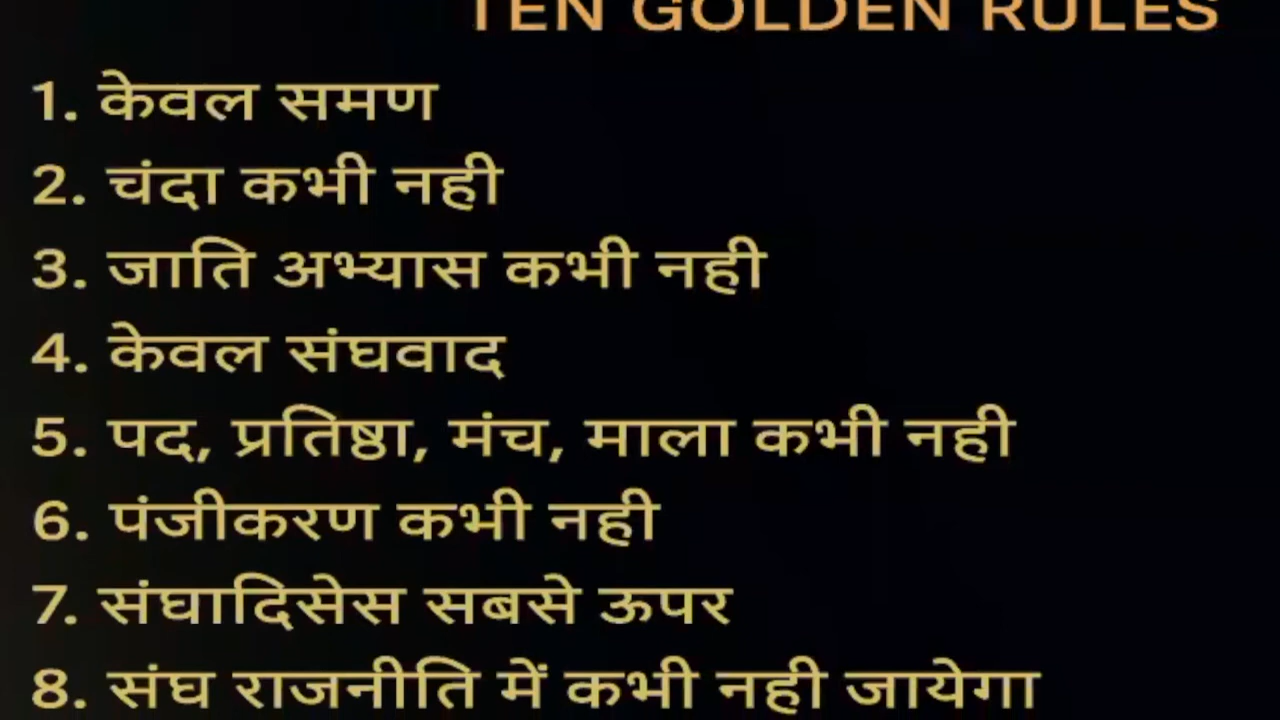 TEN GOLDEN RULES
1. केवल समण
2. चंदा कभी नही
3. जाति अभ्यास कभी नही
4. केवल संघवाद
5. पद, प्रतिष्ठा, मंच, माला कभी नही
6. पंजीकरण कभी नही
7. संघादिसेस सबसे ऊपर
8. संघ राजनीति में कभी नही जायेगा